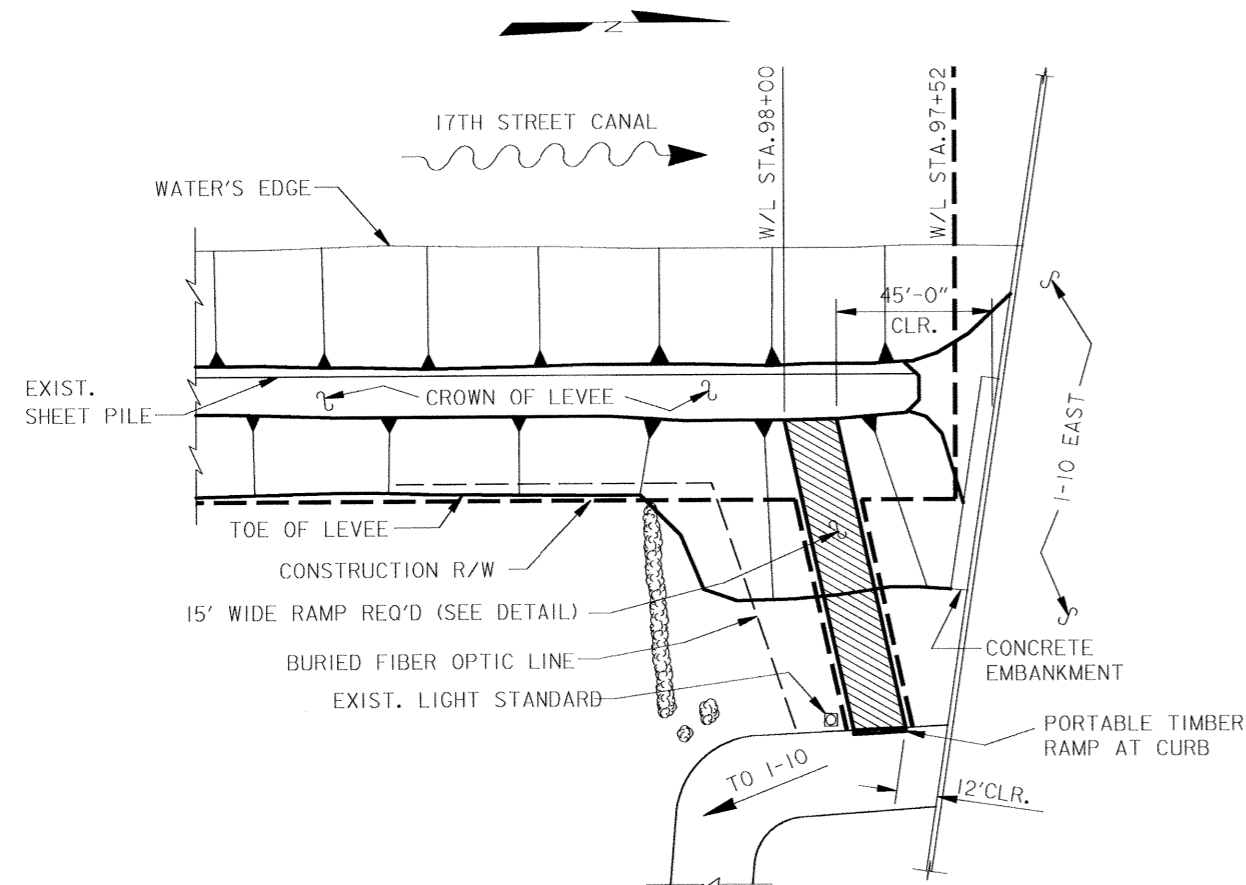 N
17TH STREET CANAL
W/L STA.98+00
W/L STA.97+52
WATER'S EDGE
45'-0"
CLR.
EXIST.
SHEET PILE
CROWN OF LEVEE
I-10 EAST
TOE OF LEVEE
CONSTRUCTION R/W
15' WIDE RAMP REQ'D (SEE DETAIL)
BURIED FIBER OPTIC LINE
CONCRETE
EMBANKMENT
EXIST. LIGHT STANDARD
PORTABLE TIMBER
RAMP AT CURB
TO I-10
12'CLR.